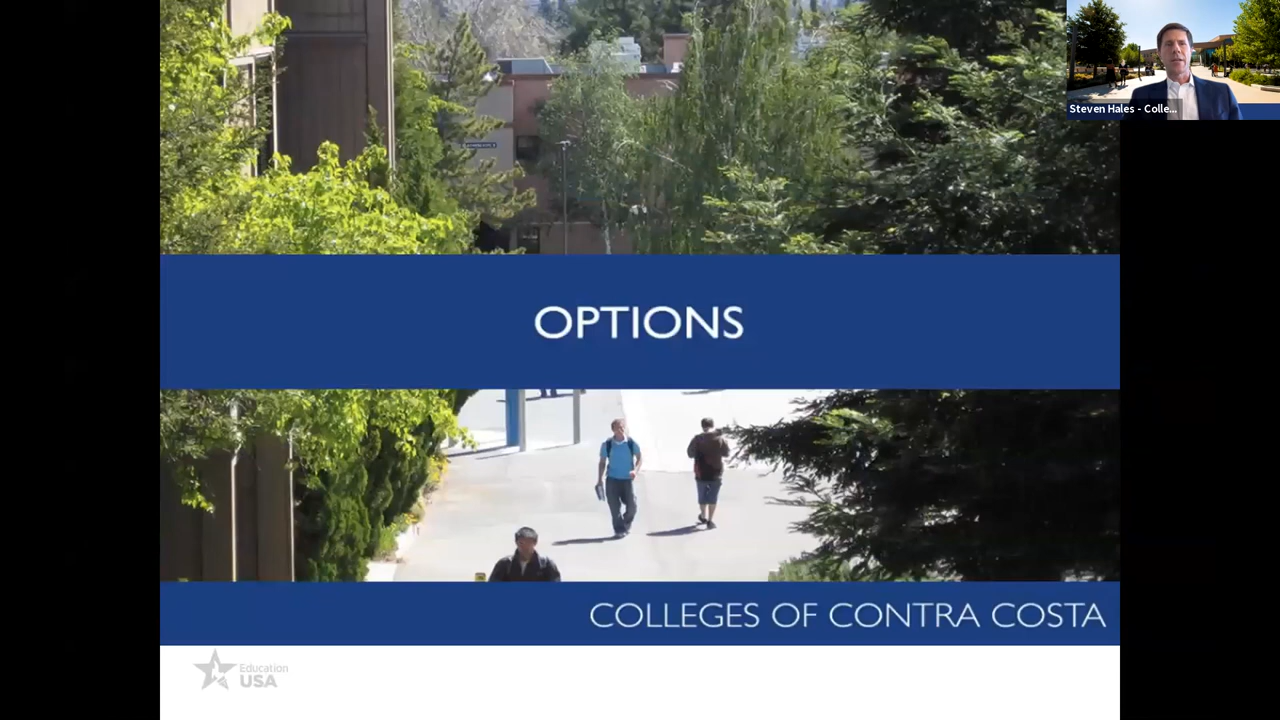 Steven Hales - Colle...
OPTIONS
COLLEGES OF CONTRA COSTA
Education
USA